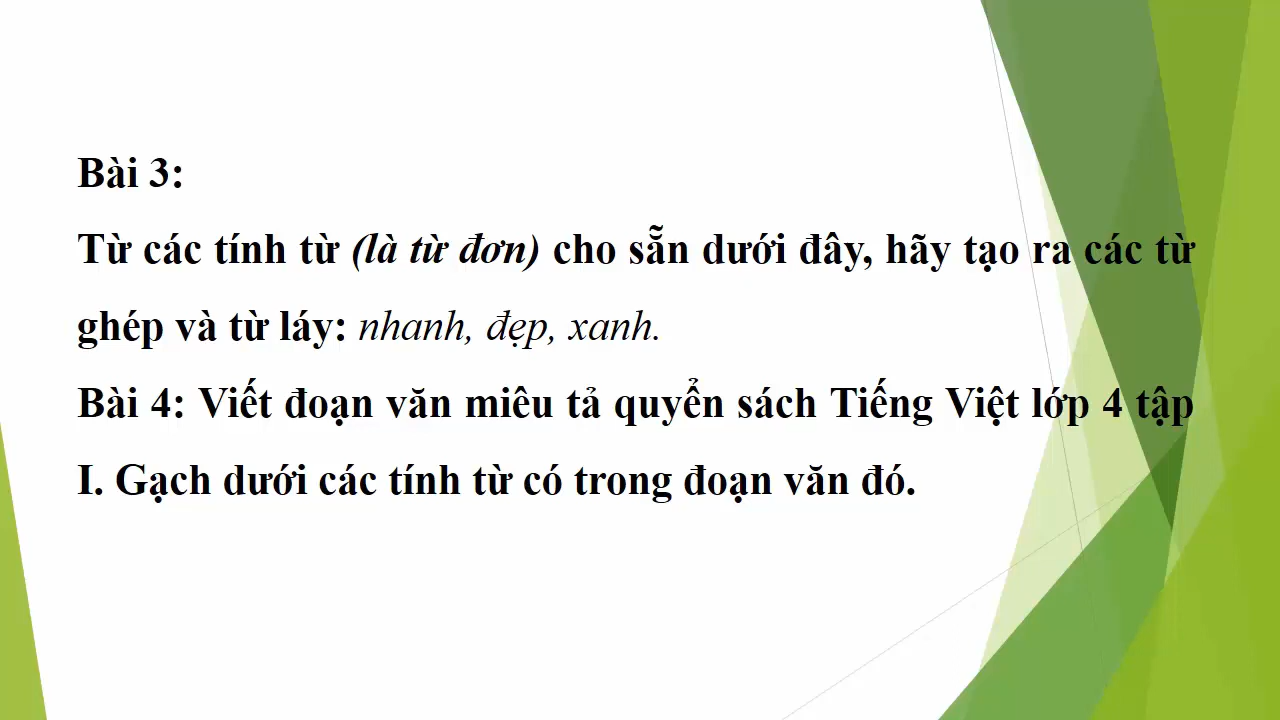 Bài 3:
Từ các tính từ (là từ đơn) cho sẵn dưới đây, hãy tạo ra các từ
ghép và từ láy: nhanh, đẹp, xanh.
Bài 4: Viết đoạn văn miêu tả quyển sách Tiếng Việt lớp 4 tập
I. Gạch dưới các tính từ có trong đoạn văn đó.